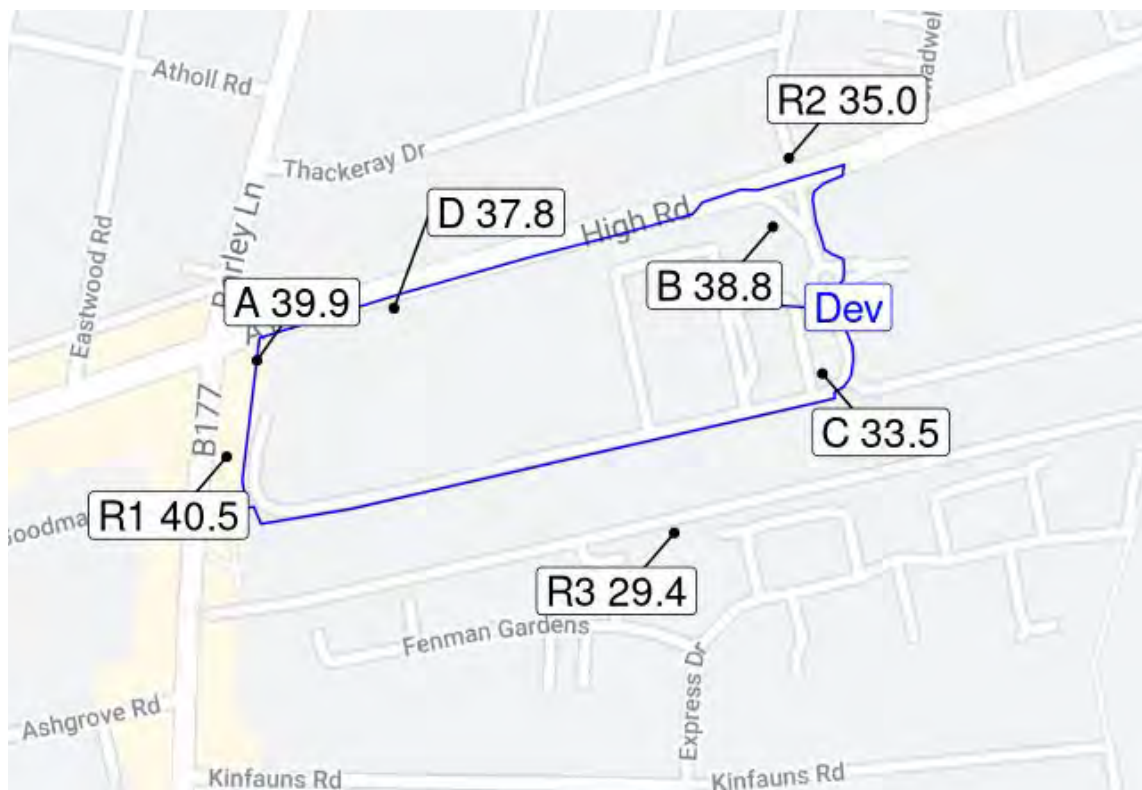 Atholl Rd
R2 35.0
Thackeray Dr
Eastwood Rd
D 37.8
High Rd
A 39.9
B 38.8
Dev
B177
C 33.5
R1 40.5
R3 29.4
Fenman Gardens
Express Dr
Ashgrove Rd
Kinfauns Rd
Kinfauns Rd